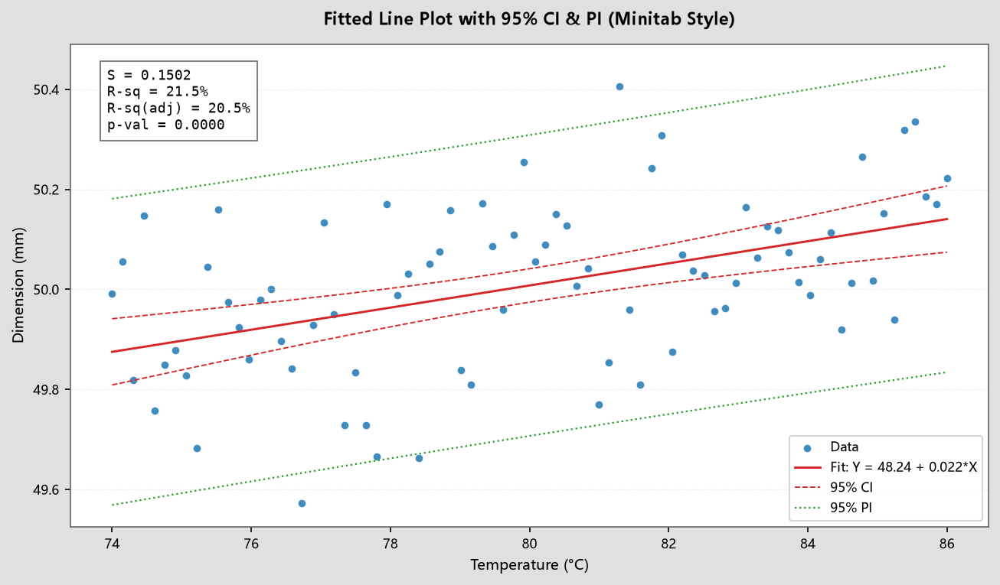 Fitted Line Plot with 95% CI & PI (Minitab Style)
S = 0.1502
R-sq = 21.5%
R-sq(adj) = 20.5%
p-val = 0.0000
50.4
50.2
50.0
49.8
49.6
Dimension (mm)
Data
Fit: Y = 48.24 + 0.022*X
95% CI
95% PI
74 76 78 80 82 84 86
Temperature (°C)